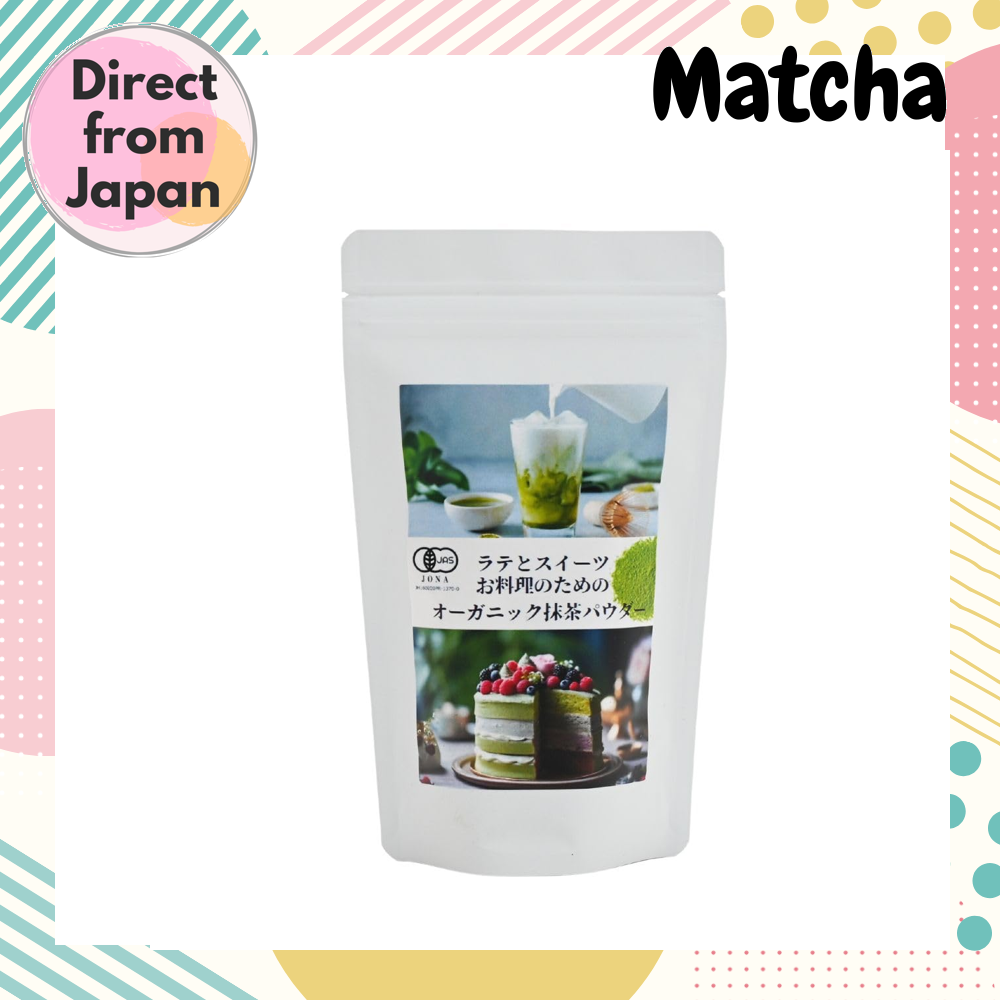 Direct
from
Japan
Matcha
JAS
JONA
ラテとスイーツ
お料理のための
オーガニック抹茶パウダー